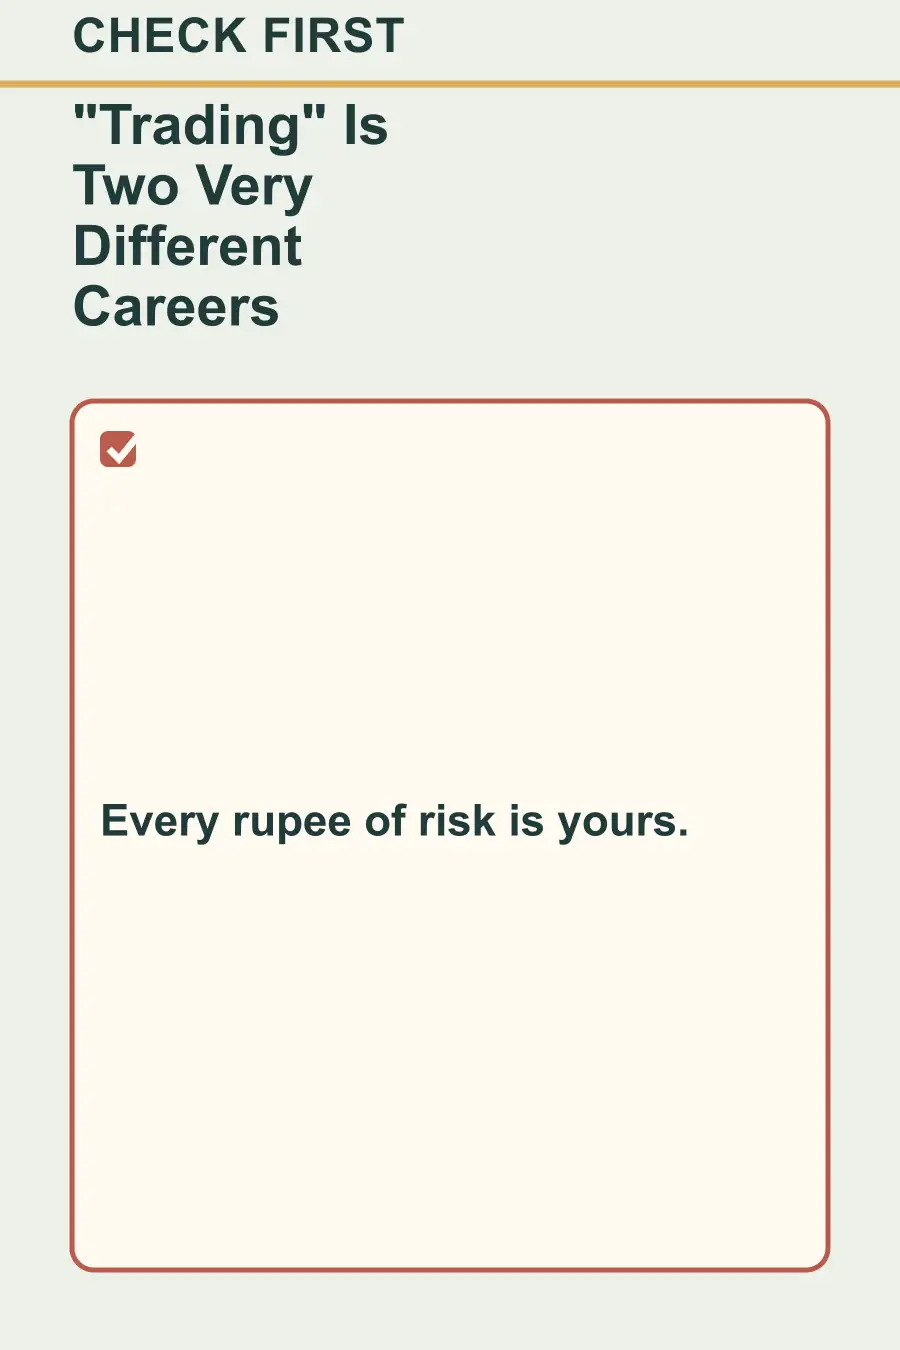 CHECK FIRST
"Trading" Is
Two Very
Different
Careers
Every rupee of risk is yours.